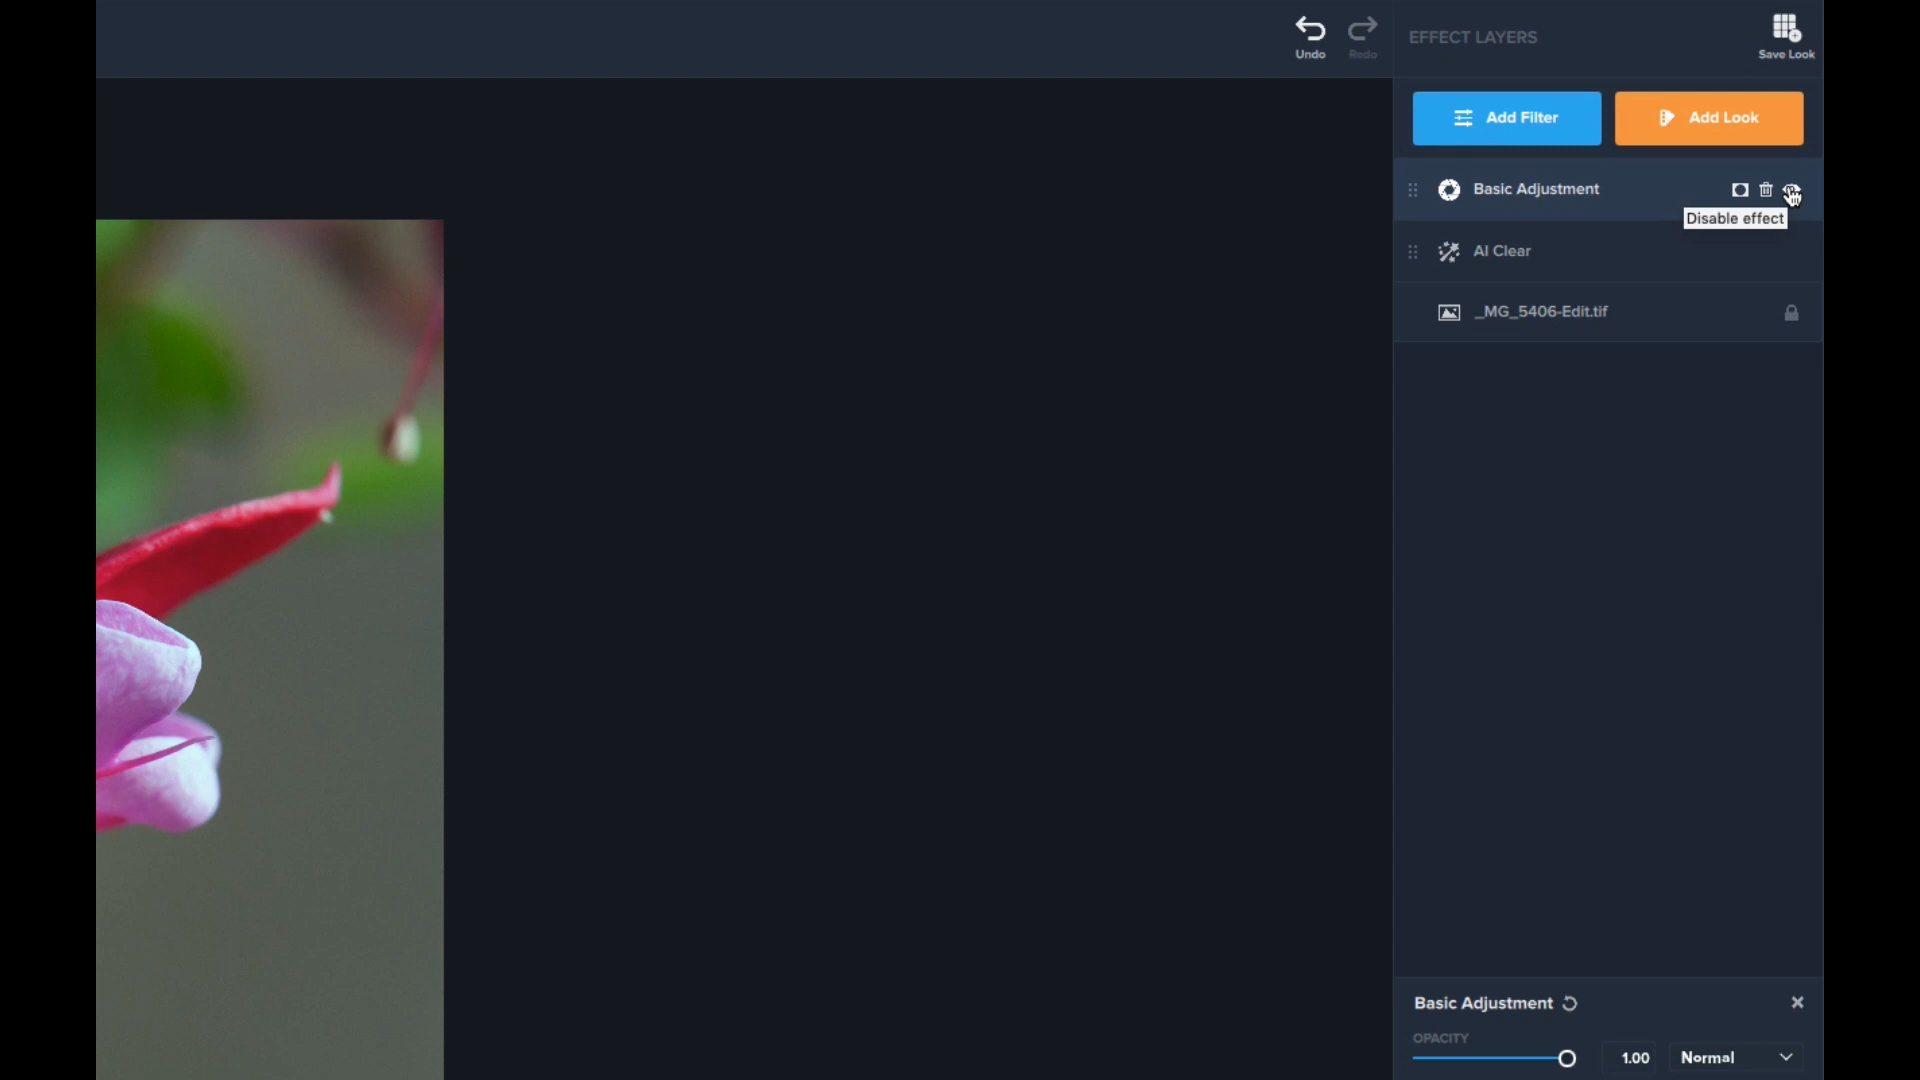 Undo
Redo
EFFECT LAYERS
Save Look
Add Filter
Add Look
Basic Adjustment
Disable effect
AI Clear
_MG_5406-Edit.tif
Basic Adjustment
OPACITY
1.00
Normal